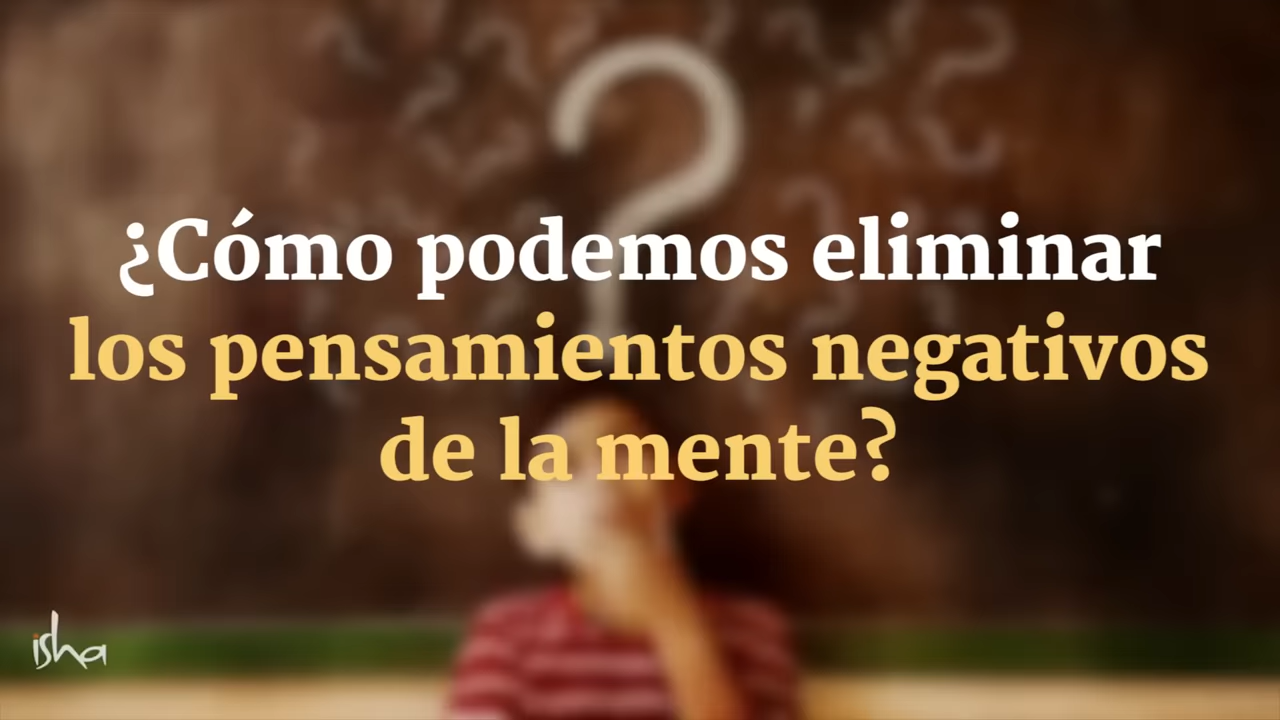 ¿Cómo podemos eliminar
los pensamientos negativos
de la mente?
isha